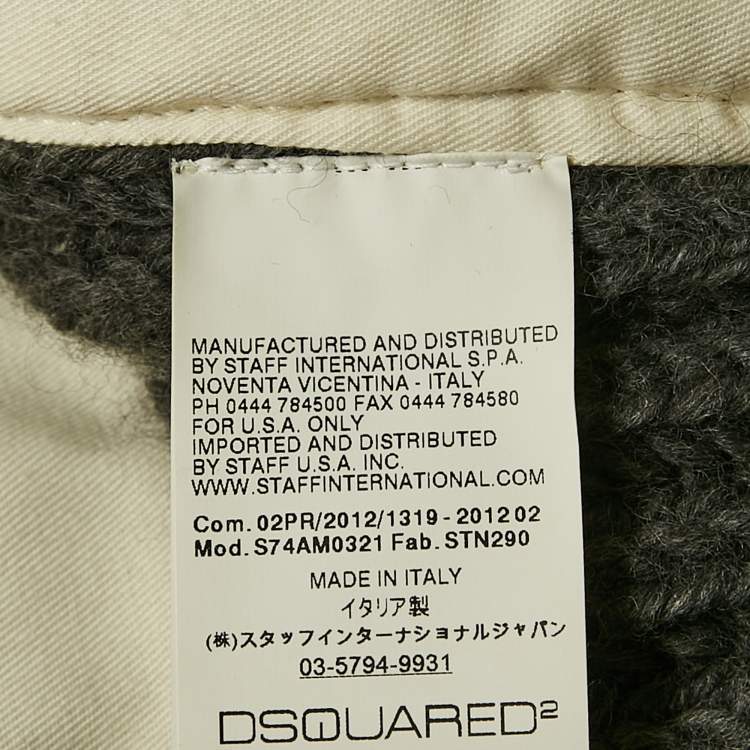 MANUFACTURED AND DISTRIBUTED
BY STAFF INTERNATIONAL S.P.A.
NOVENTA VICENTINA - ITALY
PH 0444 784500 FAX 0444 784580
FOR U.S.A. ONLY
IMPORTED AND DISTRIBUTED
BY STAFF U.S.A. INC.
WWW.STAFFINTERNATIONAL.COM
Com. 02PR/2012/1319 - 2012 02
Mod. S74AM0321 Fab. STN290
MADE IN ITALY
イタリア製
(株)スタッフインターナショナルジャパン
03-5794-9931
DSQUARED²